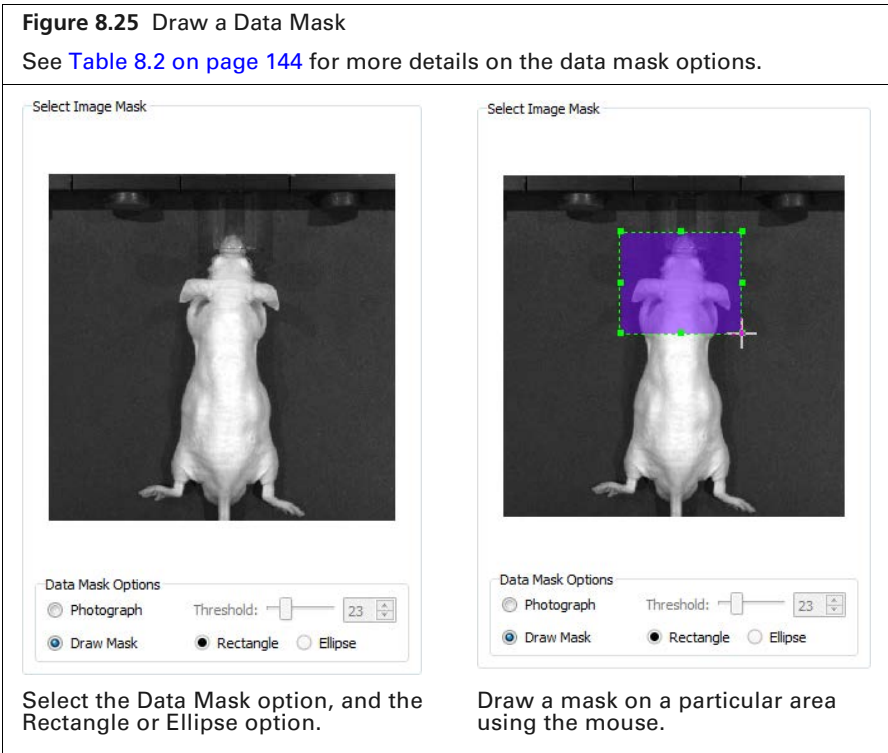 Figure 8.25 Draw a Data Mask
See Table 8.2 on page 144 for more details on the data mask options.
Select Image Mask
Data Mask Options
Photograph Threshold: 23
Draw Mask Rectangle Ellipse
Select the Data Mask option, and the
Rectangle or Ellipse option.
Select Image Mask
Data Mask Options
Photograph Threshold: 23
Draw Mask Rectangle Ellipse
Draw a mask on a particular area
using the mouse.